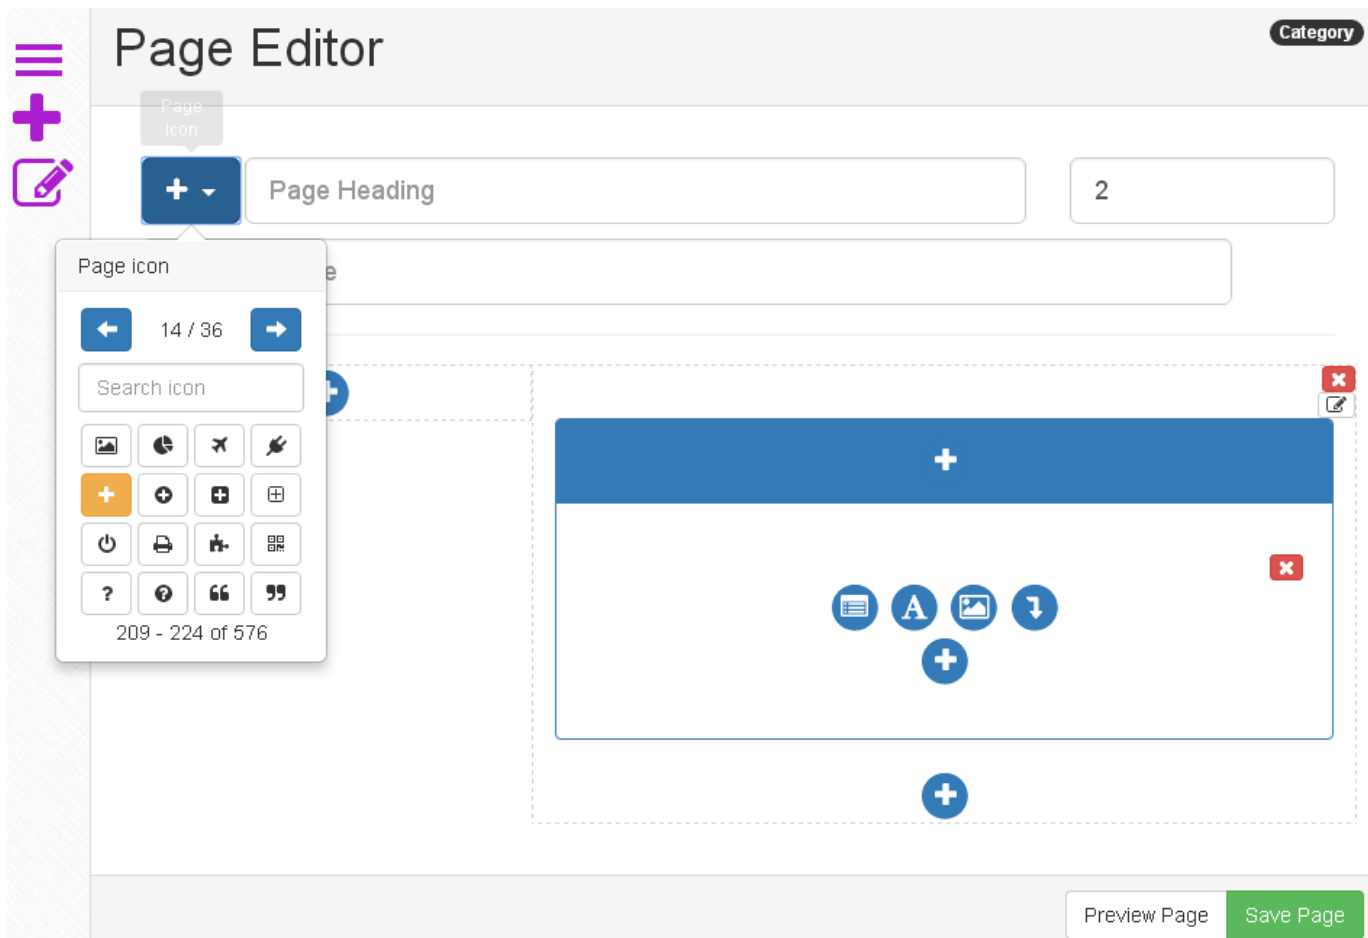 Page Editor
Category
Page
icon
Page Heading
2
e
Page icon
14 / 36
Search icon
209 - 224 of 576
Preview Page
Save Page